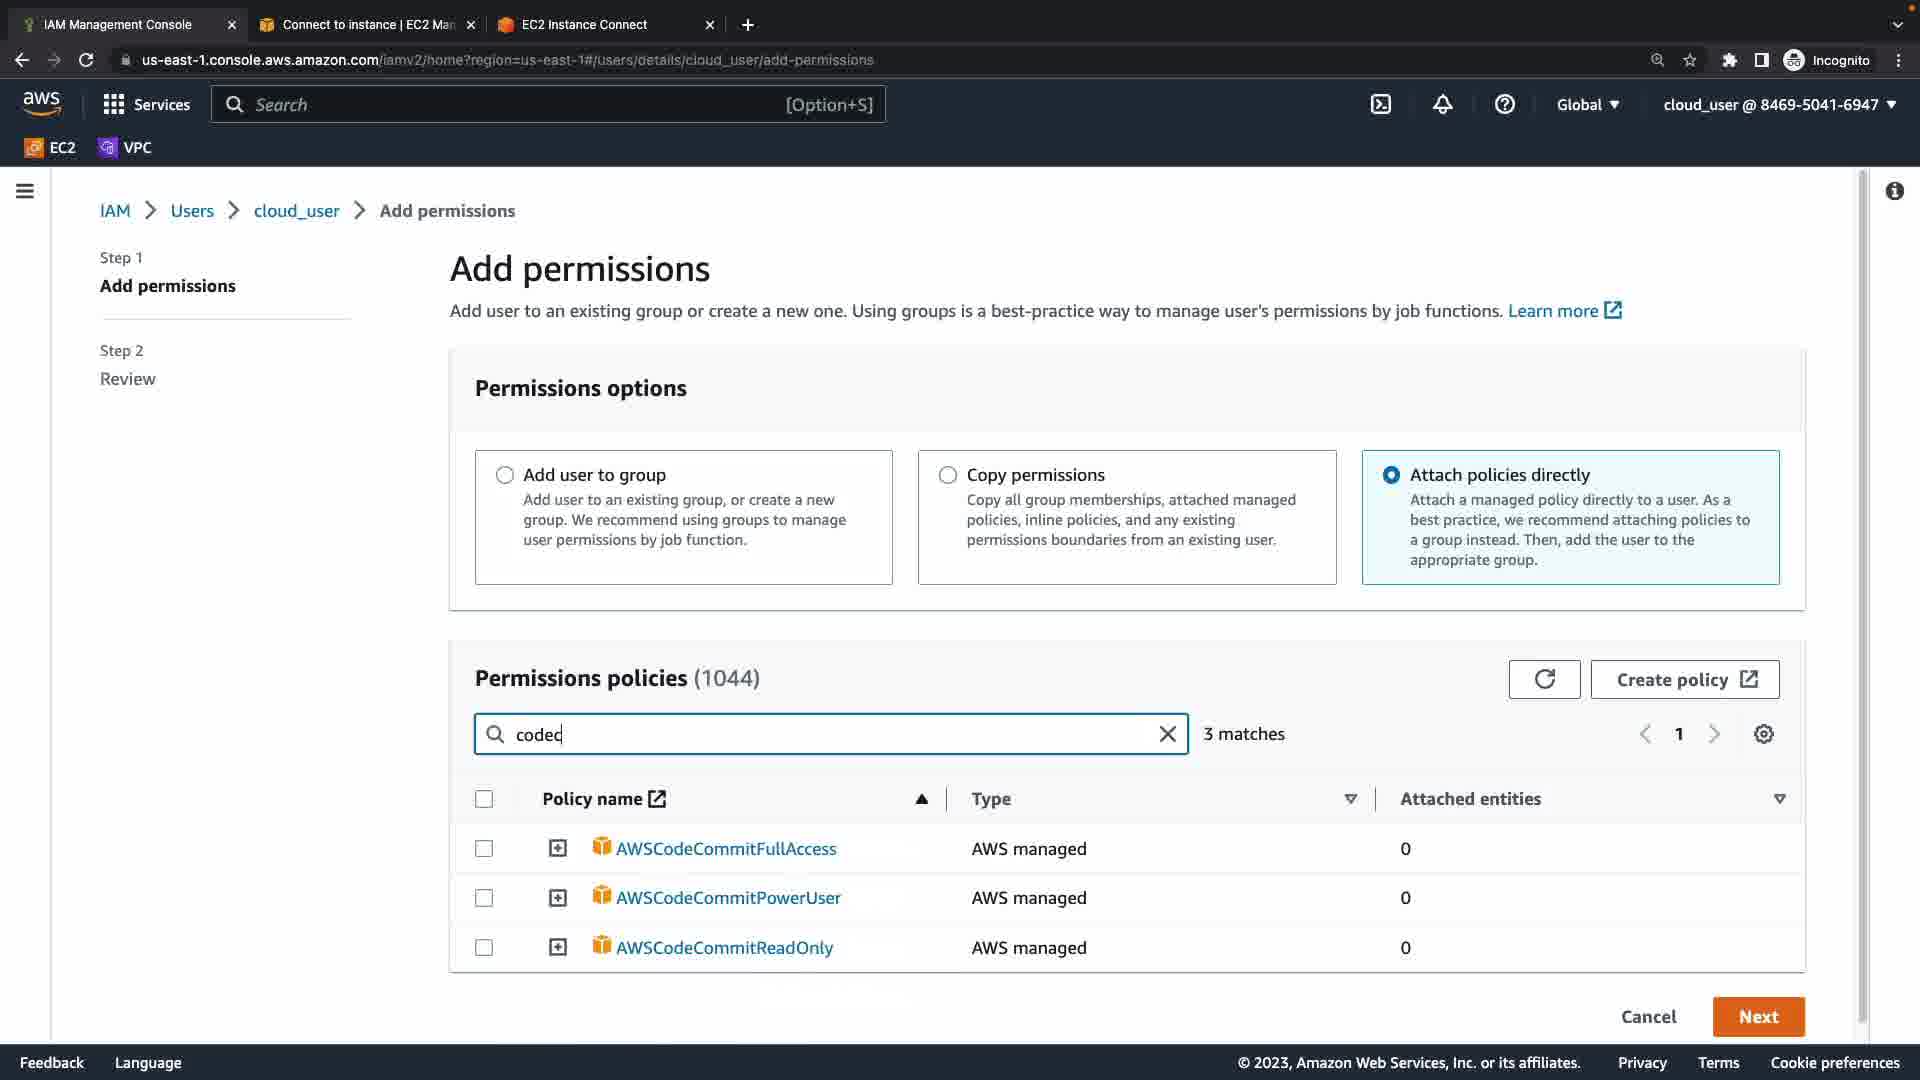 IAM Management Console
Connect to instance | EC2 Man
EC2 Instance Connect
us-east-1.console.aws.amazon.com/iamv2/home?region=us-east-1#/users/details/cloud_user/add-permissions
Incognito
aws
Services
Search
[Option+S]
Global
cloud_user @ 8469-5041-6947
EC2
VPC
IAM
Users
cloud_user
Add permissions
Step 1
Add permissions
Step 2
Review
Add permissions
Add user to an existing group or create a new one. Using groups is a best-practice way to manage user's permissions by job functions. Learn more
Permissions options
Add user to group
Add user to an existing group, or create a new
group. We recommend using groups to manage
user permissions by job function.
Copy permissions
Copy all group memberships, attached managed
policies, inline policies, and any existing
permissions boundaries from an existing user.
Attach policies directly
Attach a managed policy directly to a user. As a
best practice, we recommend attaching policies to
a group instead. Then, add the user to the
appropriate group.
Permissions policies (1044)
Create policy
codec
3 matches
1
Policy name
Type
Attached entities
AWSCodeCommitFullAccess
AWS managed
0
AWSCodeCommitPowerUser
AWS managed
0
AWSCodeCommitReadOnly
AWS managed
0
Cancel
Next
Feedback
Language
© 2023, Amazon Web Services, Inc. or its affiliates.
Privacy
Terms
Cookie preferences